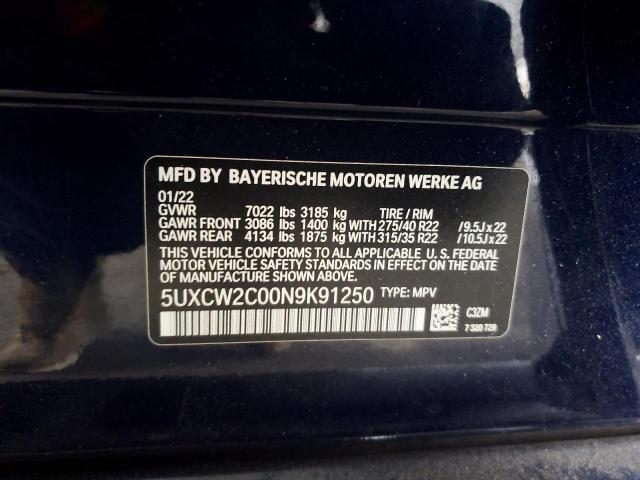 MFD BY BAYERISCHE MOTOREN WERKE AG
01/22
GVWR 7022 lbs 3185 kg TIRE / RIM
GAWR FRONT 3086 lbs 1400 kg WITH 275/40 R22 / 9.5J x 22
GAWR REAR 4134 lbs 1875 kg WITH 315/35 R22 / 10.5J x 22
THIS VEHICLE CONFORMS TO ALL APPLICABLE U. S. FEDERAL
MOTOR VEHICLE SAFETY STANDARDS IN EFFECT ON THE
DATE OF MANUFACTURE SHOWN ABOVE.
5UXCW2C00N9K91250 TYPE: MPV
C3ZM
7 320 729